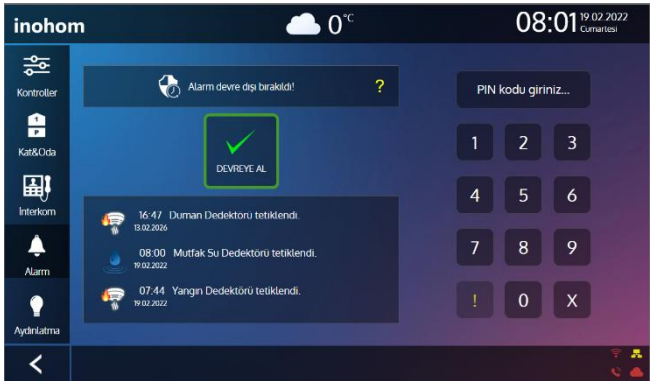 inohom
0°C
08:01
19.02.2022
Cumartesi
Kontroller
1
P
Kat&Oda
İnterkom
Alarm
Aydınlatma
Alarm devre dışı bırakıldı!
?
DEVREYE AL
16:47 Duman Dedektörü tetiklendi.
13.02.2026
08:00 Mutfak Su Dedektörü tetiklendi.
19.02.2022
07:44 Yangın Dedektörü tetiklendi.
19.02.2022
PIN kodu giriniz...
1 2 3
4 5 6
7 8 9
! 0 X